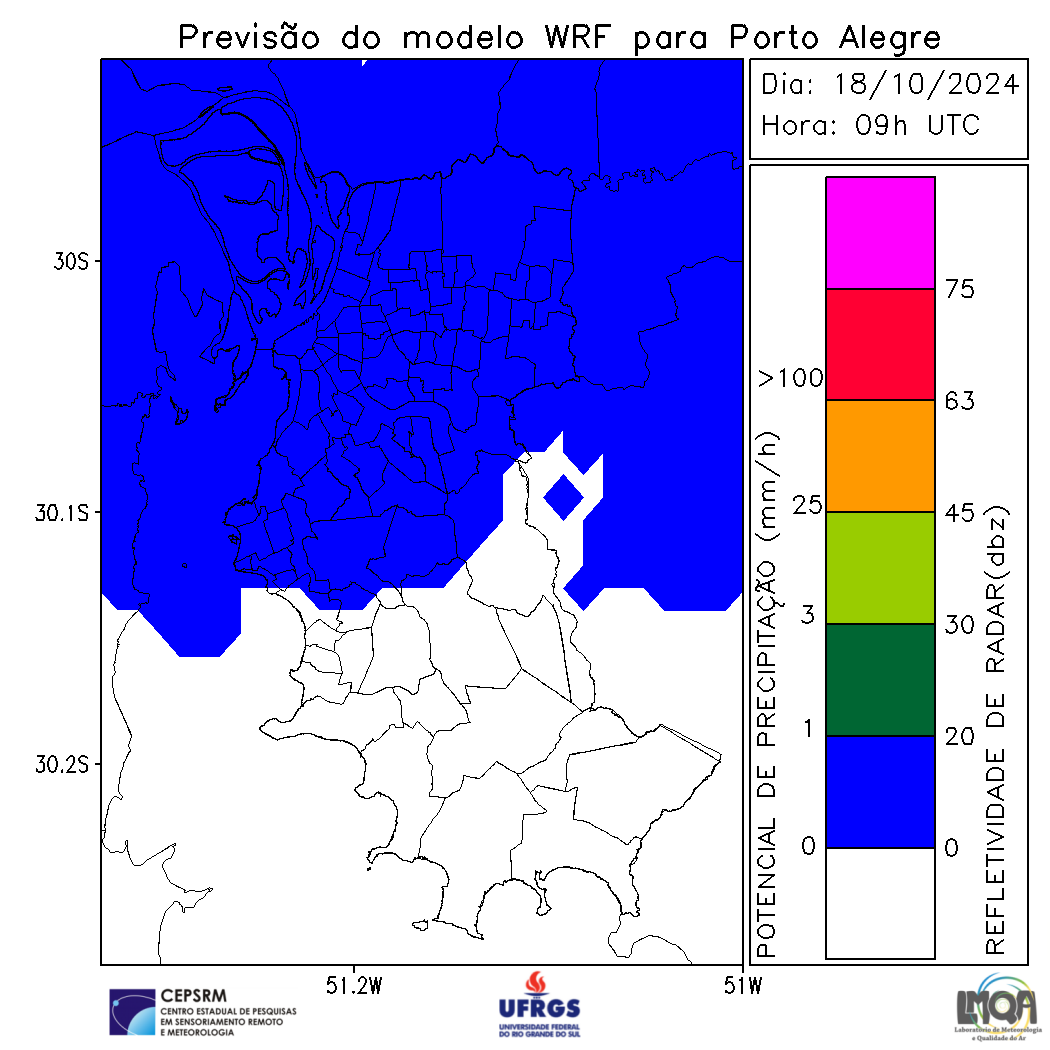 Previsão do modelo WRF para Porto Alegre
Dia: 18/10/2024
Hora: 09h UTC
30S
30.1S
30.2S
51.2W
51W
POTENCIAL DE PRECIPITAÇÃO (mm/h)
>100
25
3
1
0
75
63
45
30
20
0
REFLETIVIDADE DE RADAR(dbz)
CEPSRM
CENTRO ESTADUAL DE PESQUISAS
EM SENSORIAMENTO REMOTO
E METEOROLOGIA
UFRGS
UNIVERSIDADE FEDERAL
DO RIO GRANDE DO SUL
LMQA
Laboratório de Meteorologia
e Qualidade do Ar